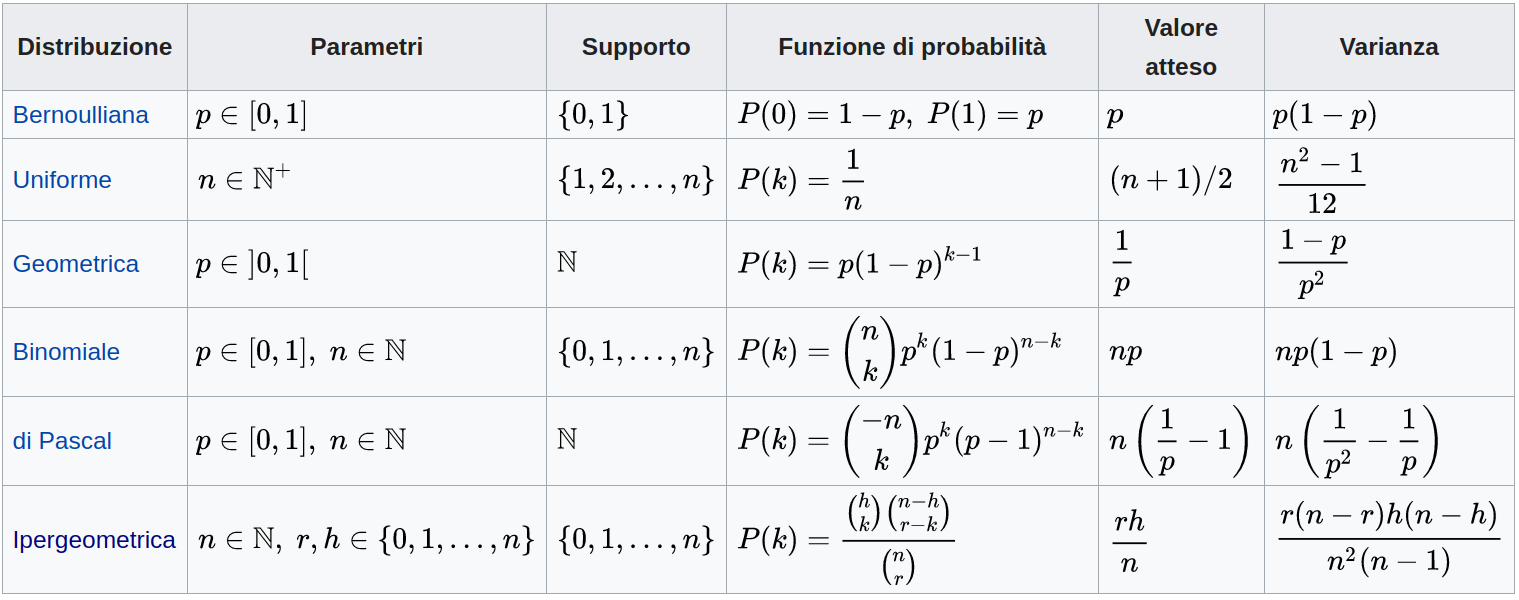 Distribuzione Parametri Supporto Funzione di probabilità Valore atteso Varianza
Bernoulliana $p \in [0,1]$ $\{0,1\}$ $P(0) = 1 - p,\ P(1) = p$ $p$ $p(1-p)$
Uniforme $n \in \mathbb{N}^+$ $\{1,2,\ldots,n\}$ $P(k) = \frac{1}{n}$ $(n+1)/2$ $\frac{n^2-1}{12}$
Geometrica $p \in ]0,1[$ $\mathbb{N}$ $P(k) = p(1-p)^{k-1}$ $\frac{1}{p}$ $\frac{1-p}{p^2}$
Binomiale $p \in [0,1],\ n \in \mathbb{N}$ $\{0,1,\ldots,n\}$ $P(k) = \binom{n}{k} p^k (1-p)^{n-k}$ $np$ $np(1-p)$
di Pascal $p \in [0,1],\ n \in \mathbb{N}$ $\mathbb{N}$ $P(k) = \binom{-n}{k} p^k (p-1)^{n-k}$ $n\left(\frac{1}{p} - 1\right)$ $n\left(\frac{1}{p^2} - \frac{1}{p}\right)$
Ipergeometrica $n \in \mathbb{N},\ r,h \in \{0,1,\ldots,n\}$ $\{0,1,\ldots,n\}$ $P(k) = \frac{\binom{h}{k}\binom{n-h}{r-k}}{\binom{n}{r}}$ $\frac{rh}{n}$ $\frac{r(n-r)h(n-h)}{n^2(n-1)}$